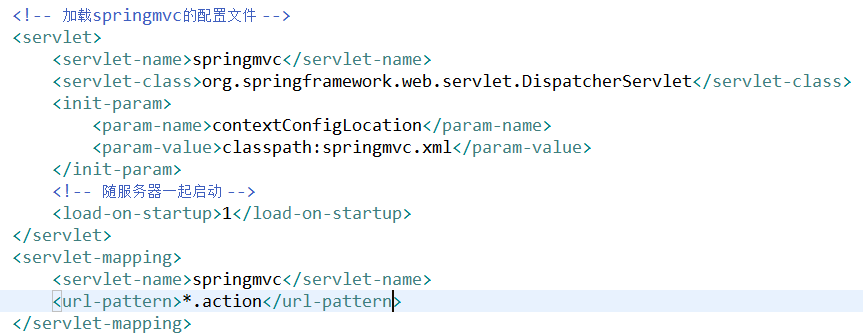 <!-- 加载springmvc的配置文件 -->
<servlet>
    <servlet-name>springmvc</servlet-name>
    <servlet-class>org.springframework.web.servlet.DispatcherServlet</servlet-class>
    <init-param>
        <param-name>contextConfigLocation</param-name>
        <param-value>classpath:springmvc.xml</param-value>
    </init-param>
    <!-- 随服务器一起启动 -->
    <load-on-startup>1</load-on-startup>
</servlet>
<servlet-mapping>
    <servlet-name>springmvc</servlet-name>
    <url-pattern>*.action</url-pattern>
</servlet-mapping>